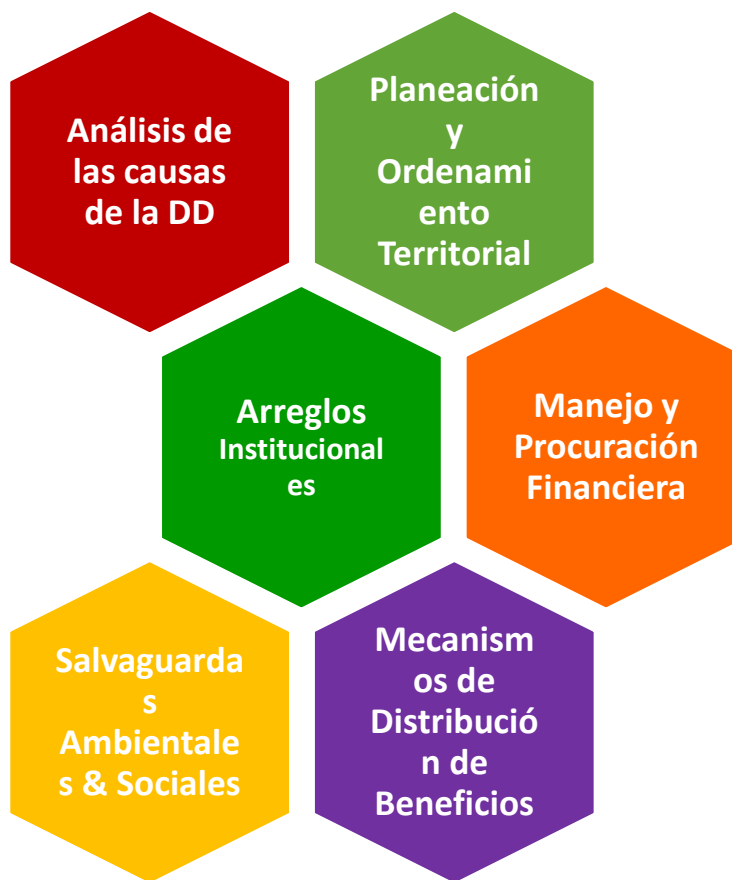 Análisis de
las causas
de la DD
Planeación
y
Ordenami
ento
Territorial
Arreglos
Institucional
es
Manejo y
Procuración
Financiera
Salvaguarda
s
Ambientale
s & Sociales
Mecanism
os de
Distribució
n de
Beneficios